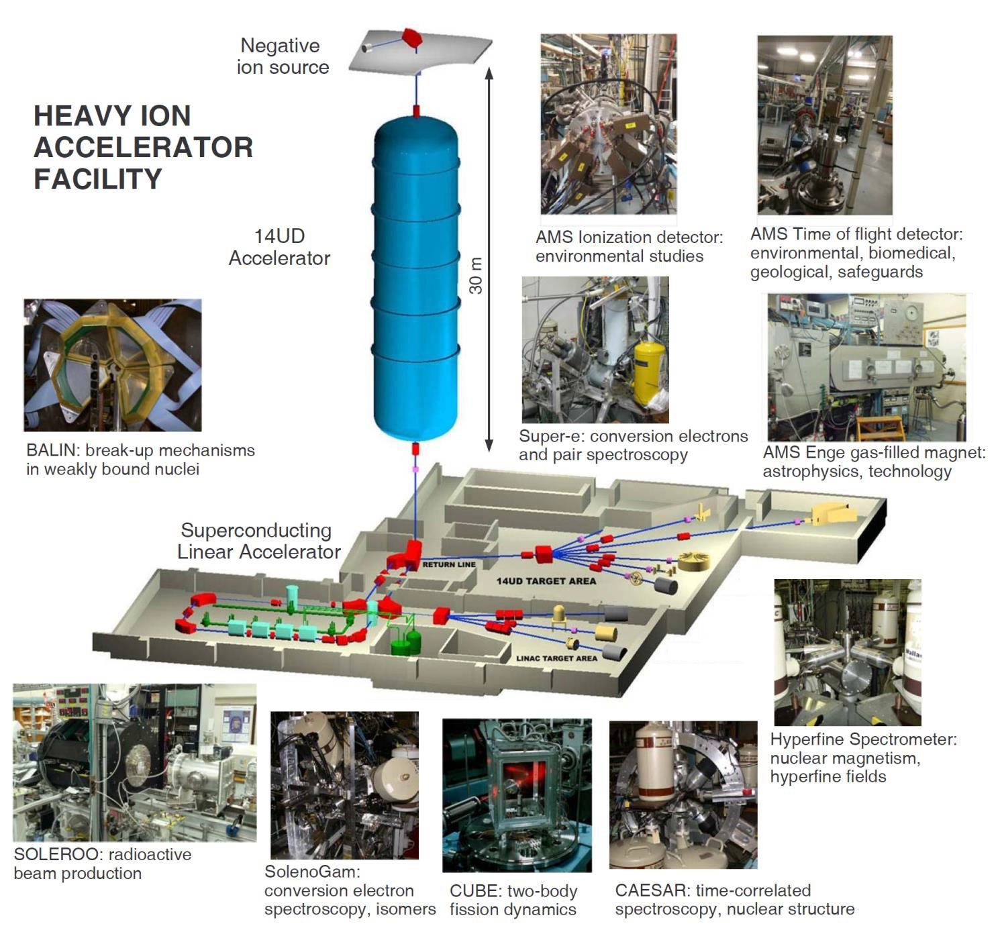 Negative
ion source
HEAVY ION
ACCELERATOR
FACILITY
14UD
Accelerator
30 m
AMS Ionization detector:
environmental studies
AMS Time of flight detector:
environmental, biomedical,
geological, safeguards
BALIN: break-up mechanisms
in weakly bound nuclei
Super-e: conversion electrons
and pair spectroscopy
AMS Enge gas-filled magnet:
astrophysics, technology
Superconducting
Linear Accelerator
RETURN LINE
14UD TARGET AREA
LINAC TARGET AREA
Hyperfine Spectrometer:
nuclear magnetism,
hyperfine fields
SOLEROO: radioactive
beam production
SolenoGam:
conversion electron
spectroscopy, isomers
CUBE: two-body
fission dynamics
CAESAR: time-correlated
spectroscopy, nuclear structure